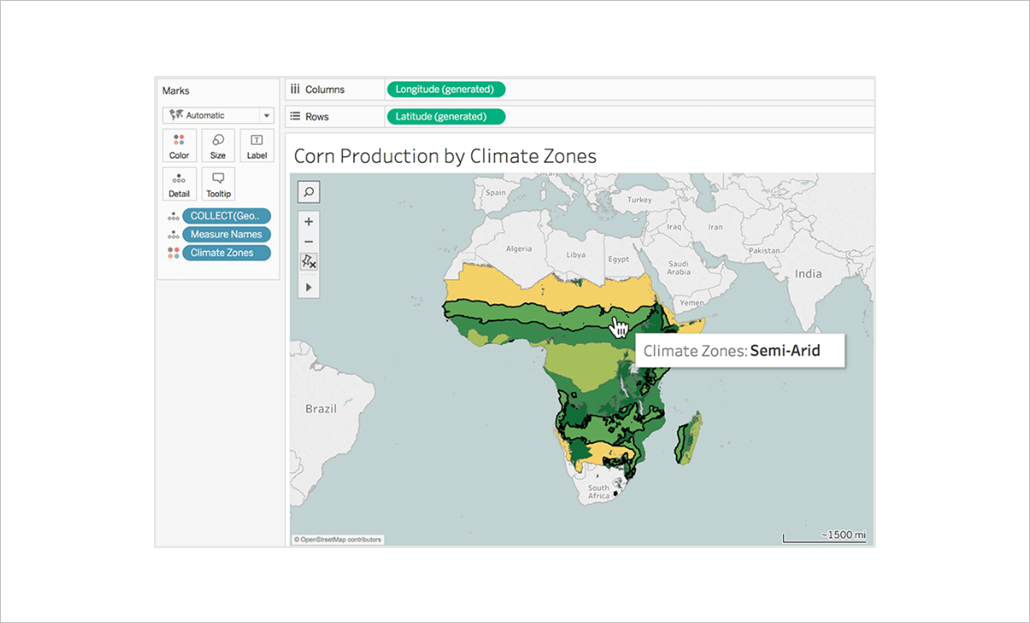 Marks
Automatic
Color
Size
Label
Detail
Tooltip
COLLECT(Geo..
Measure Names
Climate Zones
Columns
Longitude (generated)
Rows
Latitude (generated)
Corn Production by Climate Zones
Spain
Turkey
Iraq
Iran
Algeria
Libya
Egypt
Pakistan
Saudi
Arabia
India
Yemen
Climate Zones: Semi-Arid
Brazil
South
Africa
© OpenStreetMap contributors
~1500 mi